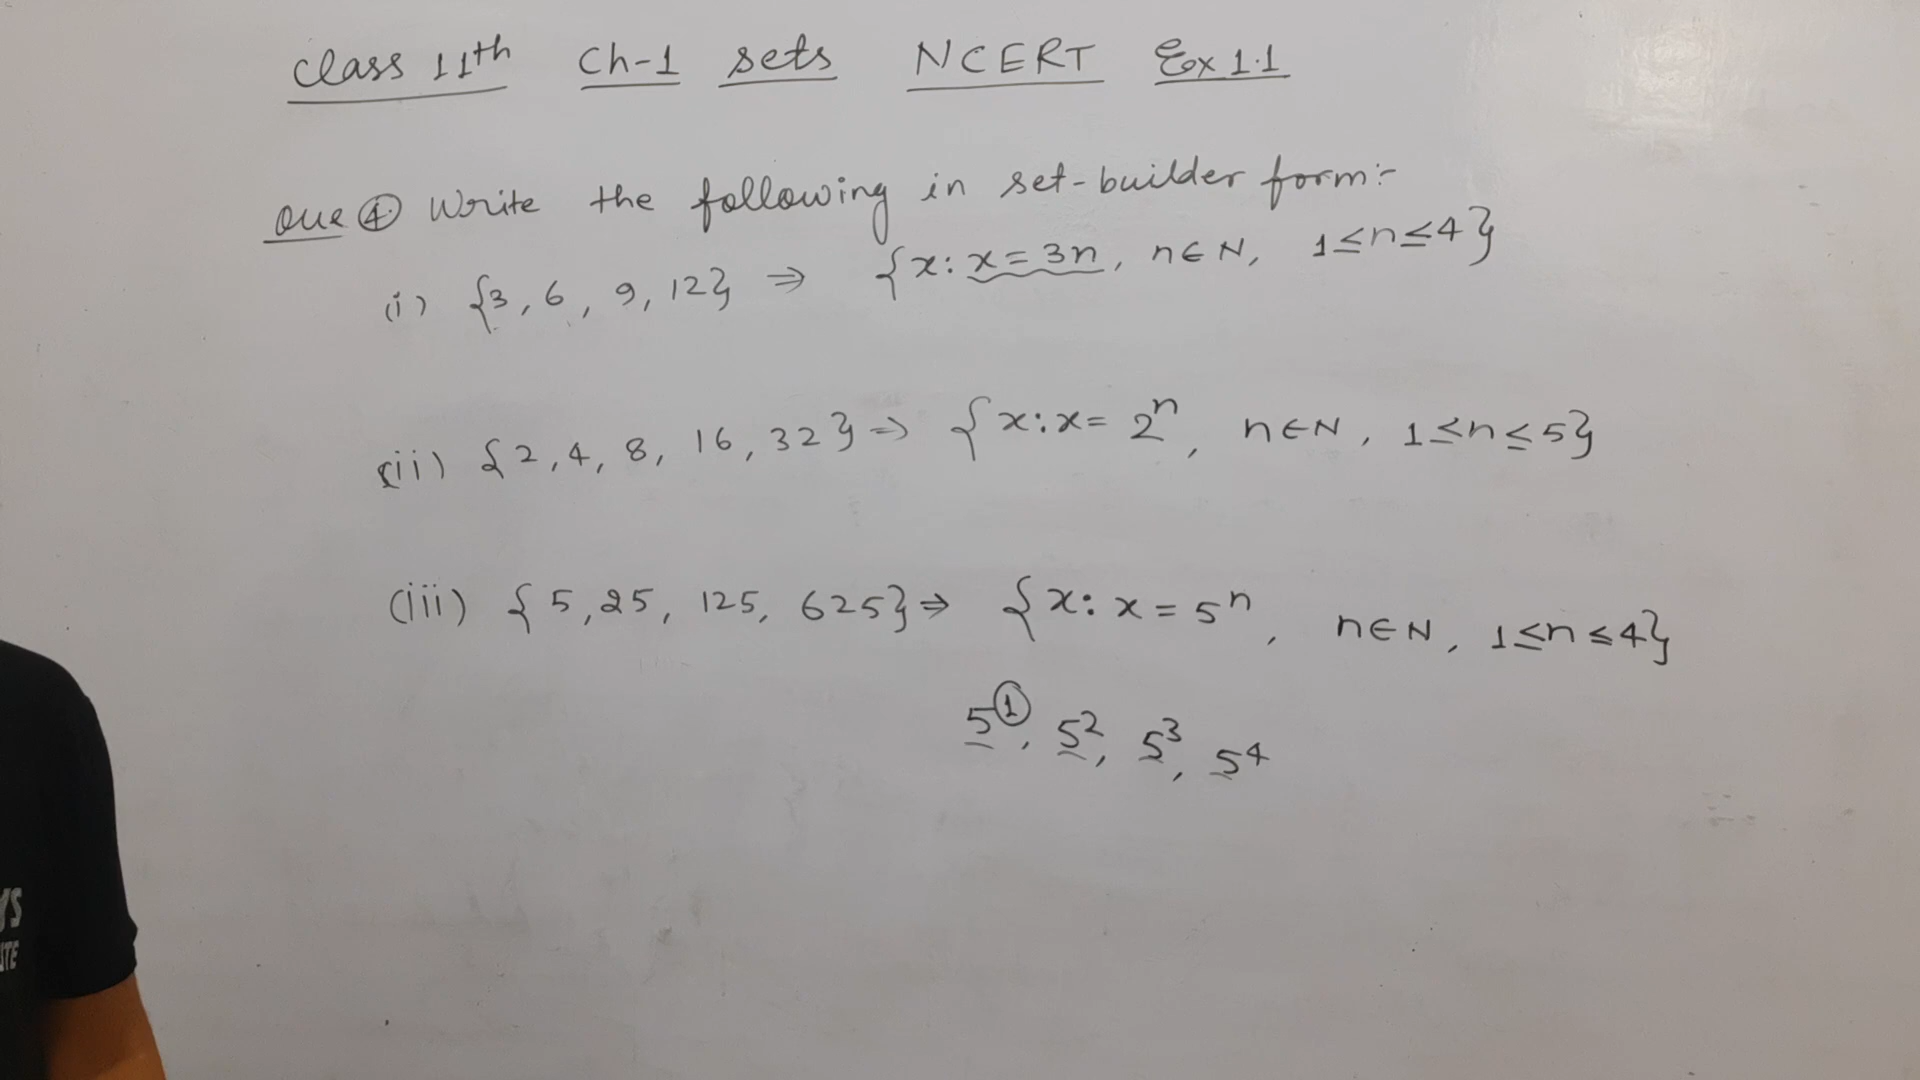 class 11th Ch-1 sets NCERT Ex 1.1
Que ④ Write the following in set-builder form:-
(i) {3, 6, 9, 12} ⇒ {x: x = 3n, n∈N, 1≤n≤4}
(ii) {2, 4, 8, 16, 32} ⇒ {x: x = 2ⁿ, n∈N, 1≤n≤5}
(iii) {5, 25, 125, 625} ⇒ {x: x = 5ⁿ, n∈N, 1≤n≤4}
5¹, 5², 5³, 5⁴